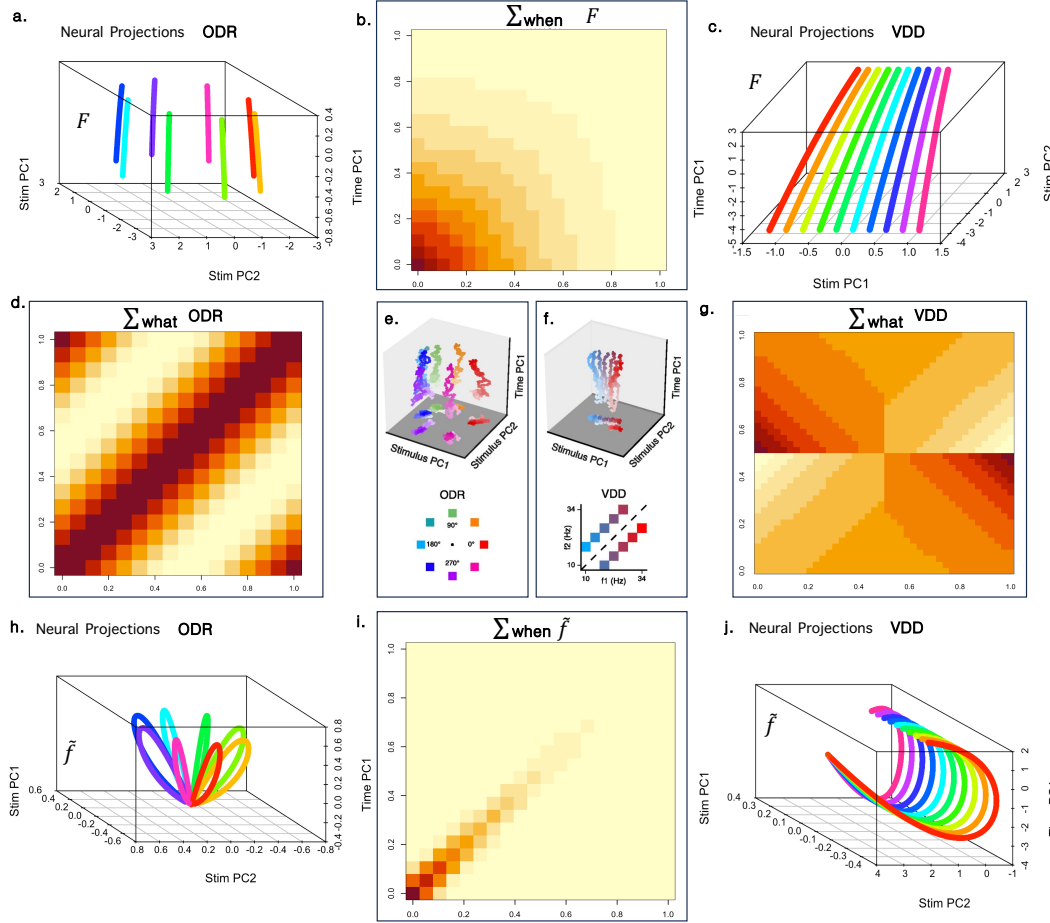 a.
Neural Projections ODR
F
Stim PC1
3
2
1
0
-1
-2
-3
3
2
1
0
-1
-2
-3
0.4
0.2
0.0
-0.2
-0.4
-0.6
-0.8
Stim PC2
b.
∑when F
Time PC1
1.0
0.8
0.6
0.4
0.2
0.0
0.0 0.2 0.4 0.6 0.8 1.0
c.
Neural Projections VDD
F
Time PC1
3
2
1
0
-1
-2
-3
-4
-5
-1.5 -1.0 -0.5 0.0 0.5 1.0 1.5
-4
-3
-2
-1
0
1
2
3
Stim PC1
Stim PC2
d.
∑what ODR
1.0
0.8
0.6
0.4
0.2
0.0
0.0 0.2 0.4 0.6 0.8 1.0
e.
Time PC1
Stimulus PC1
Stimulus PC2
ODR
90°
180° 0°
270°
f.
Time PC1
Stimulus PC1
Stimulus PC2
VDD
34
f2 (Hz)
10
10 34
f1 (Hz)
g.
∑what VDD
1.0
0.8
0.6
0.4
0.2
0.0
0.0 0.2 0.4 0.6 0.8 1.0
h. Neural Projections ODR
f̃
Stim PC1
0.6
0.4
0.2
0.0
-0.2
-0.4
-0.6
0.8 0.6 0.4 0.2 0.0 -0.2 -0.4 -0.6 -0.8
0.8
0.6
0.4
0.2
0.0
-0.2
-0.4
Stim PC2
i.
∑when f̃
Time PC1
1.0
0.8
0.6
0.4
0.2
0.0
0.0 0.2 0.4 0.6 0.8 1.0
j. Neural Projections VDD
f̃
Stim PC1
0.4
0.3
0.2
0.1
0.0
-0.1
-0.2
-0.3
-0.4
4 3 2 1 0 -1
2
1
0
-1
-2
-3
-4
Stim PC2